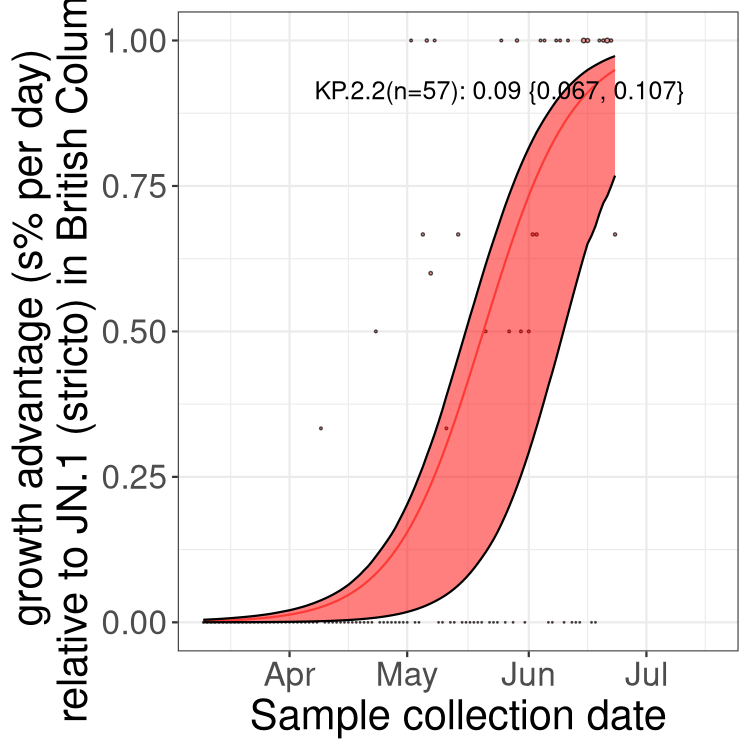 growth advantage (s% per day)
relative to JN.1 (stricto) in British Colum
1.00
0.75
0.50
0.25
0.00
KP.2.2(n=57): 0.09 {0.067, 0.107}
Apr May Jun Jul
Sample collection date